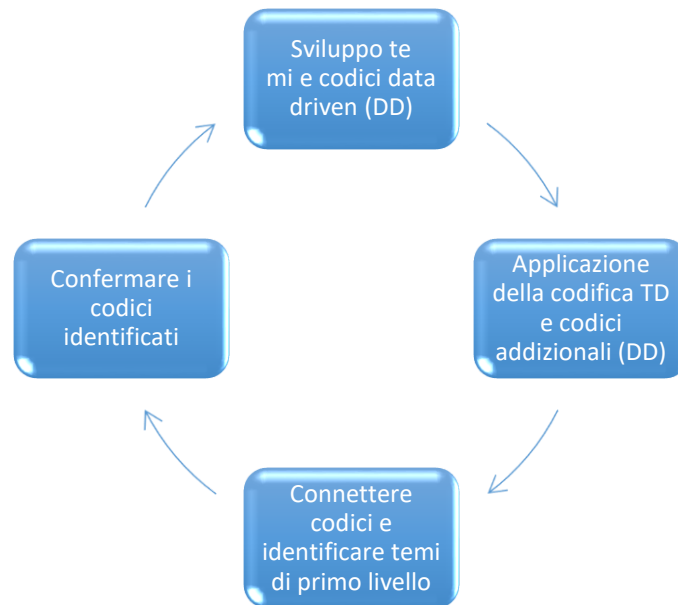 Sviluppo te
mi e codici data
driven (DD)
Applicazione
della codifica TD
e codici
addizionali (DD)
Connettere
codici e
identificare temi
di primo livello
Confermare i
codici
identificati